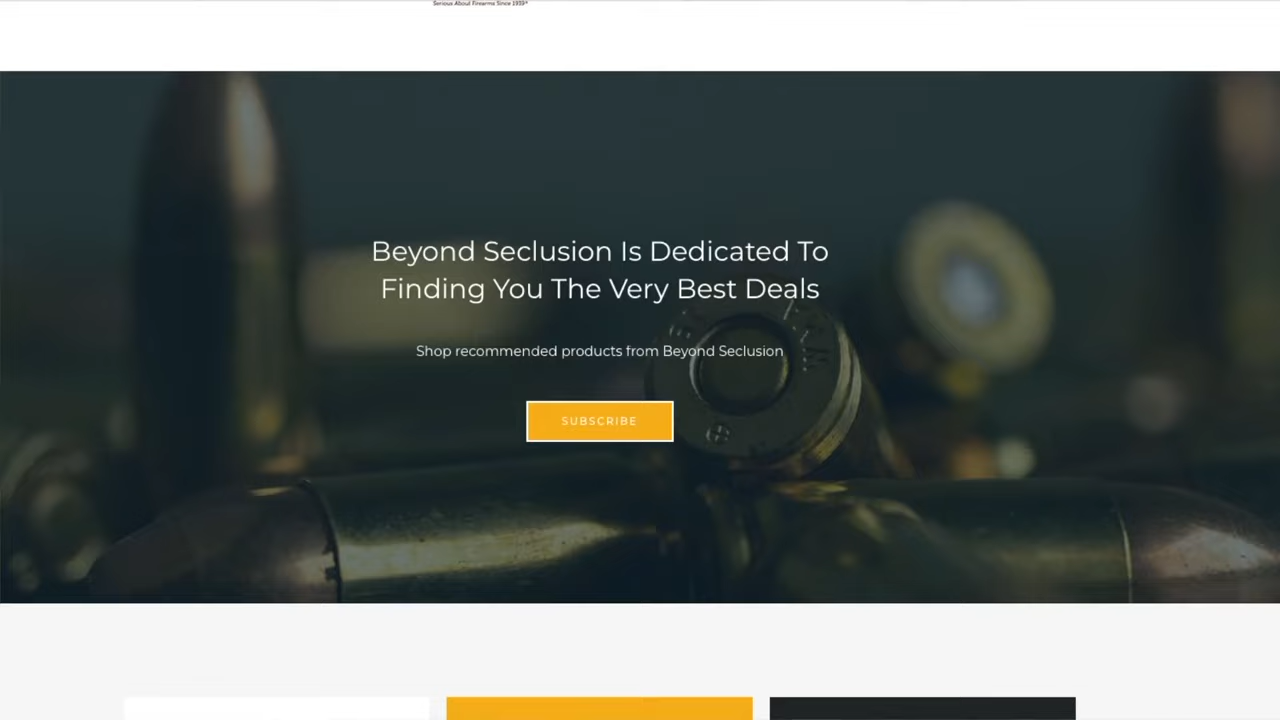 Serious About Firearms Since 1959™
Beyond Seclusion Is Dedicated To
Finding You The Very Best Deals
Shop recommended products from Beyond Seclusion
SUBSCRIBE